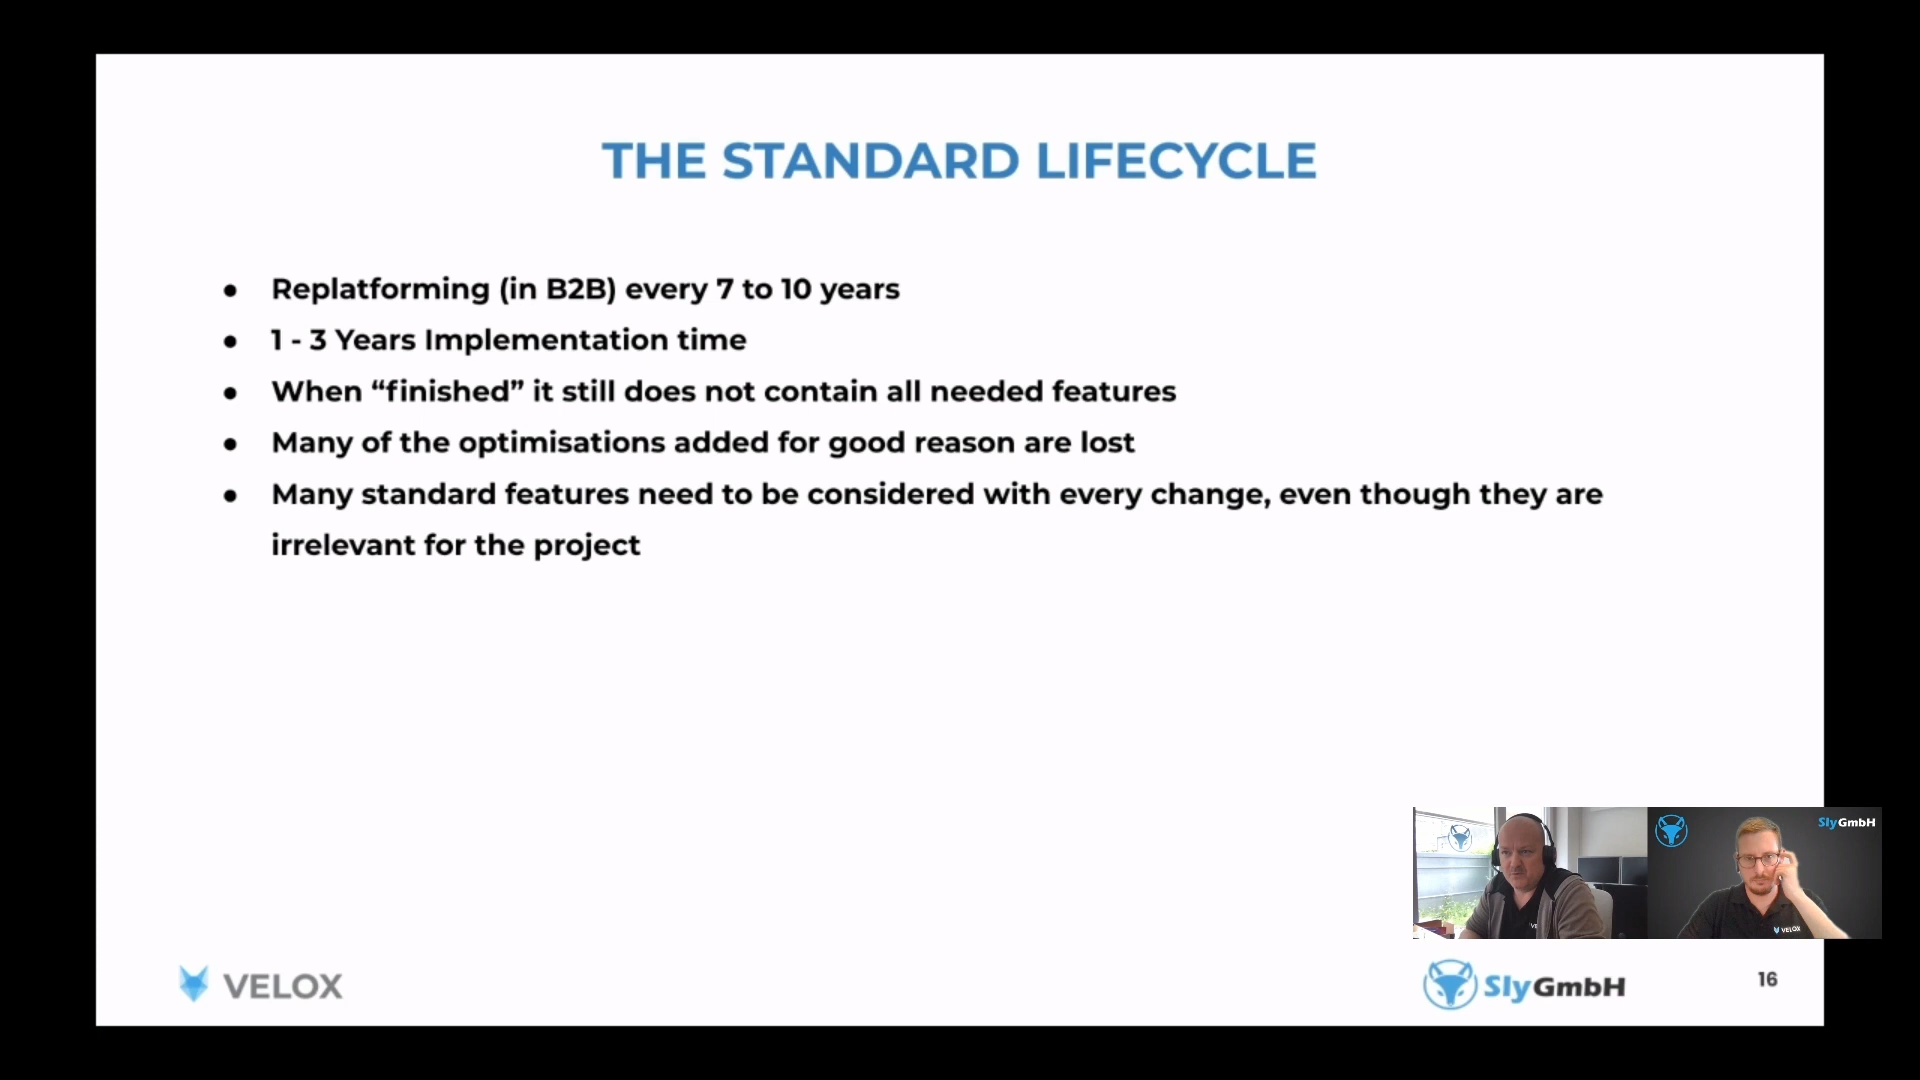 THE STANDARD LIFECYCLE
● Replatforming (in B2B) every 7 to 10 years
● 1 - 3 Years Implementation time
● When “finished” it still does not contain all needed features
● Many of the optimisations added for good reason are lost
● Many standard features need to be considered with every change, even though they are
irrelevant for the project
SlyGmbH
VELOX
VELOX
SlyGmbH
16